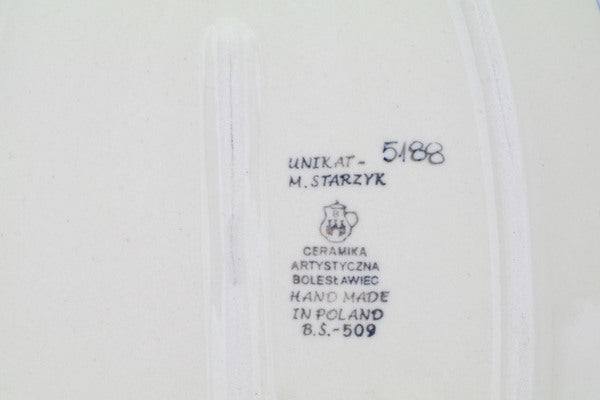 UNIKAT- 5188
M. STARZYK
B
CERAMIKA
ARTYSTYCZNA
BOLESŁAWIEC
HAND MADE
IN POLAND
B.S.-509